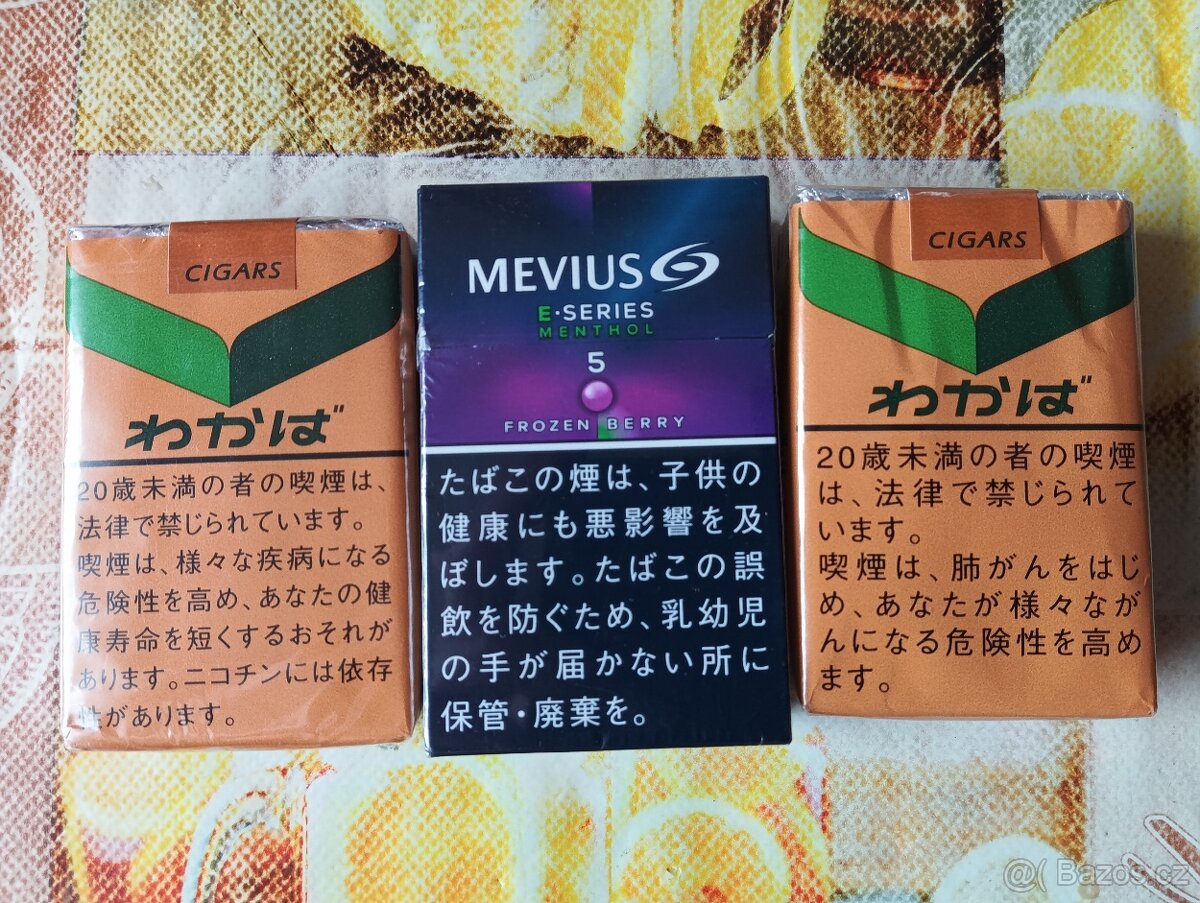 CIGARS
わかば
20歳未満の者の喫煙は、
法律で禁じられています。
喫煙は、様々な疾病になる
危険性を高め、あなたの健
康寿命を短くするおそれが
あります。ニコチンには依存
性があります。
MEVIUS
E·SERIES
MENTHOL
5
FROZEN BERRY
たばこの煙は、子供の
健康にも悪影響を及
ぼします。たばこの誤
飲を防ぐため、乳幼児
の手が届かない所に
保管・廃棄を。
CIGARS
わかば
20歳未満の者の喫煙
は、法律で禁じられて
います。
喫煙は、肺がんをはじ
め、あなたが様々なが
んになる危険性を高め
ます。
@( Bazos.cz